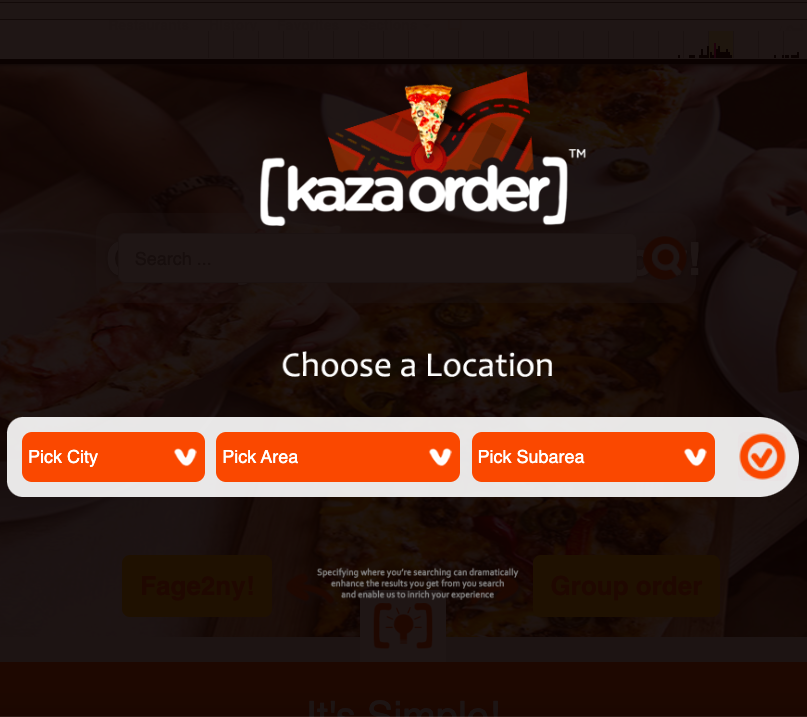 [kaza order]™
Search ...
!
Choose a Location
Pick City
Pick Area
Pick Subarea
Fage2ny!
Specifying where you're searching can dramatically
enhance the results you get from you search
and enable us to inrich your experience
Group order
It's Simple!